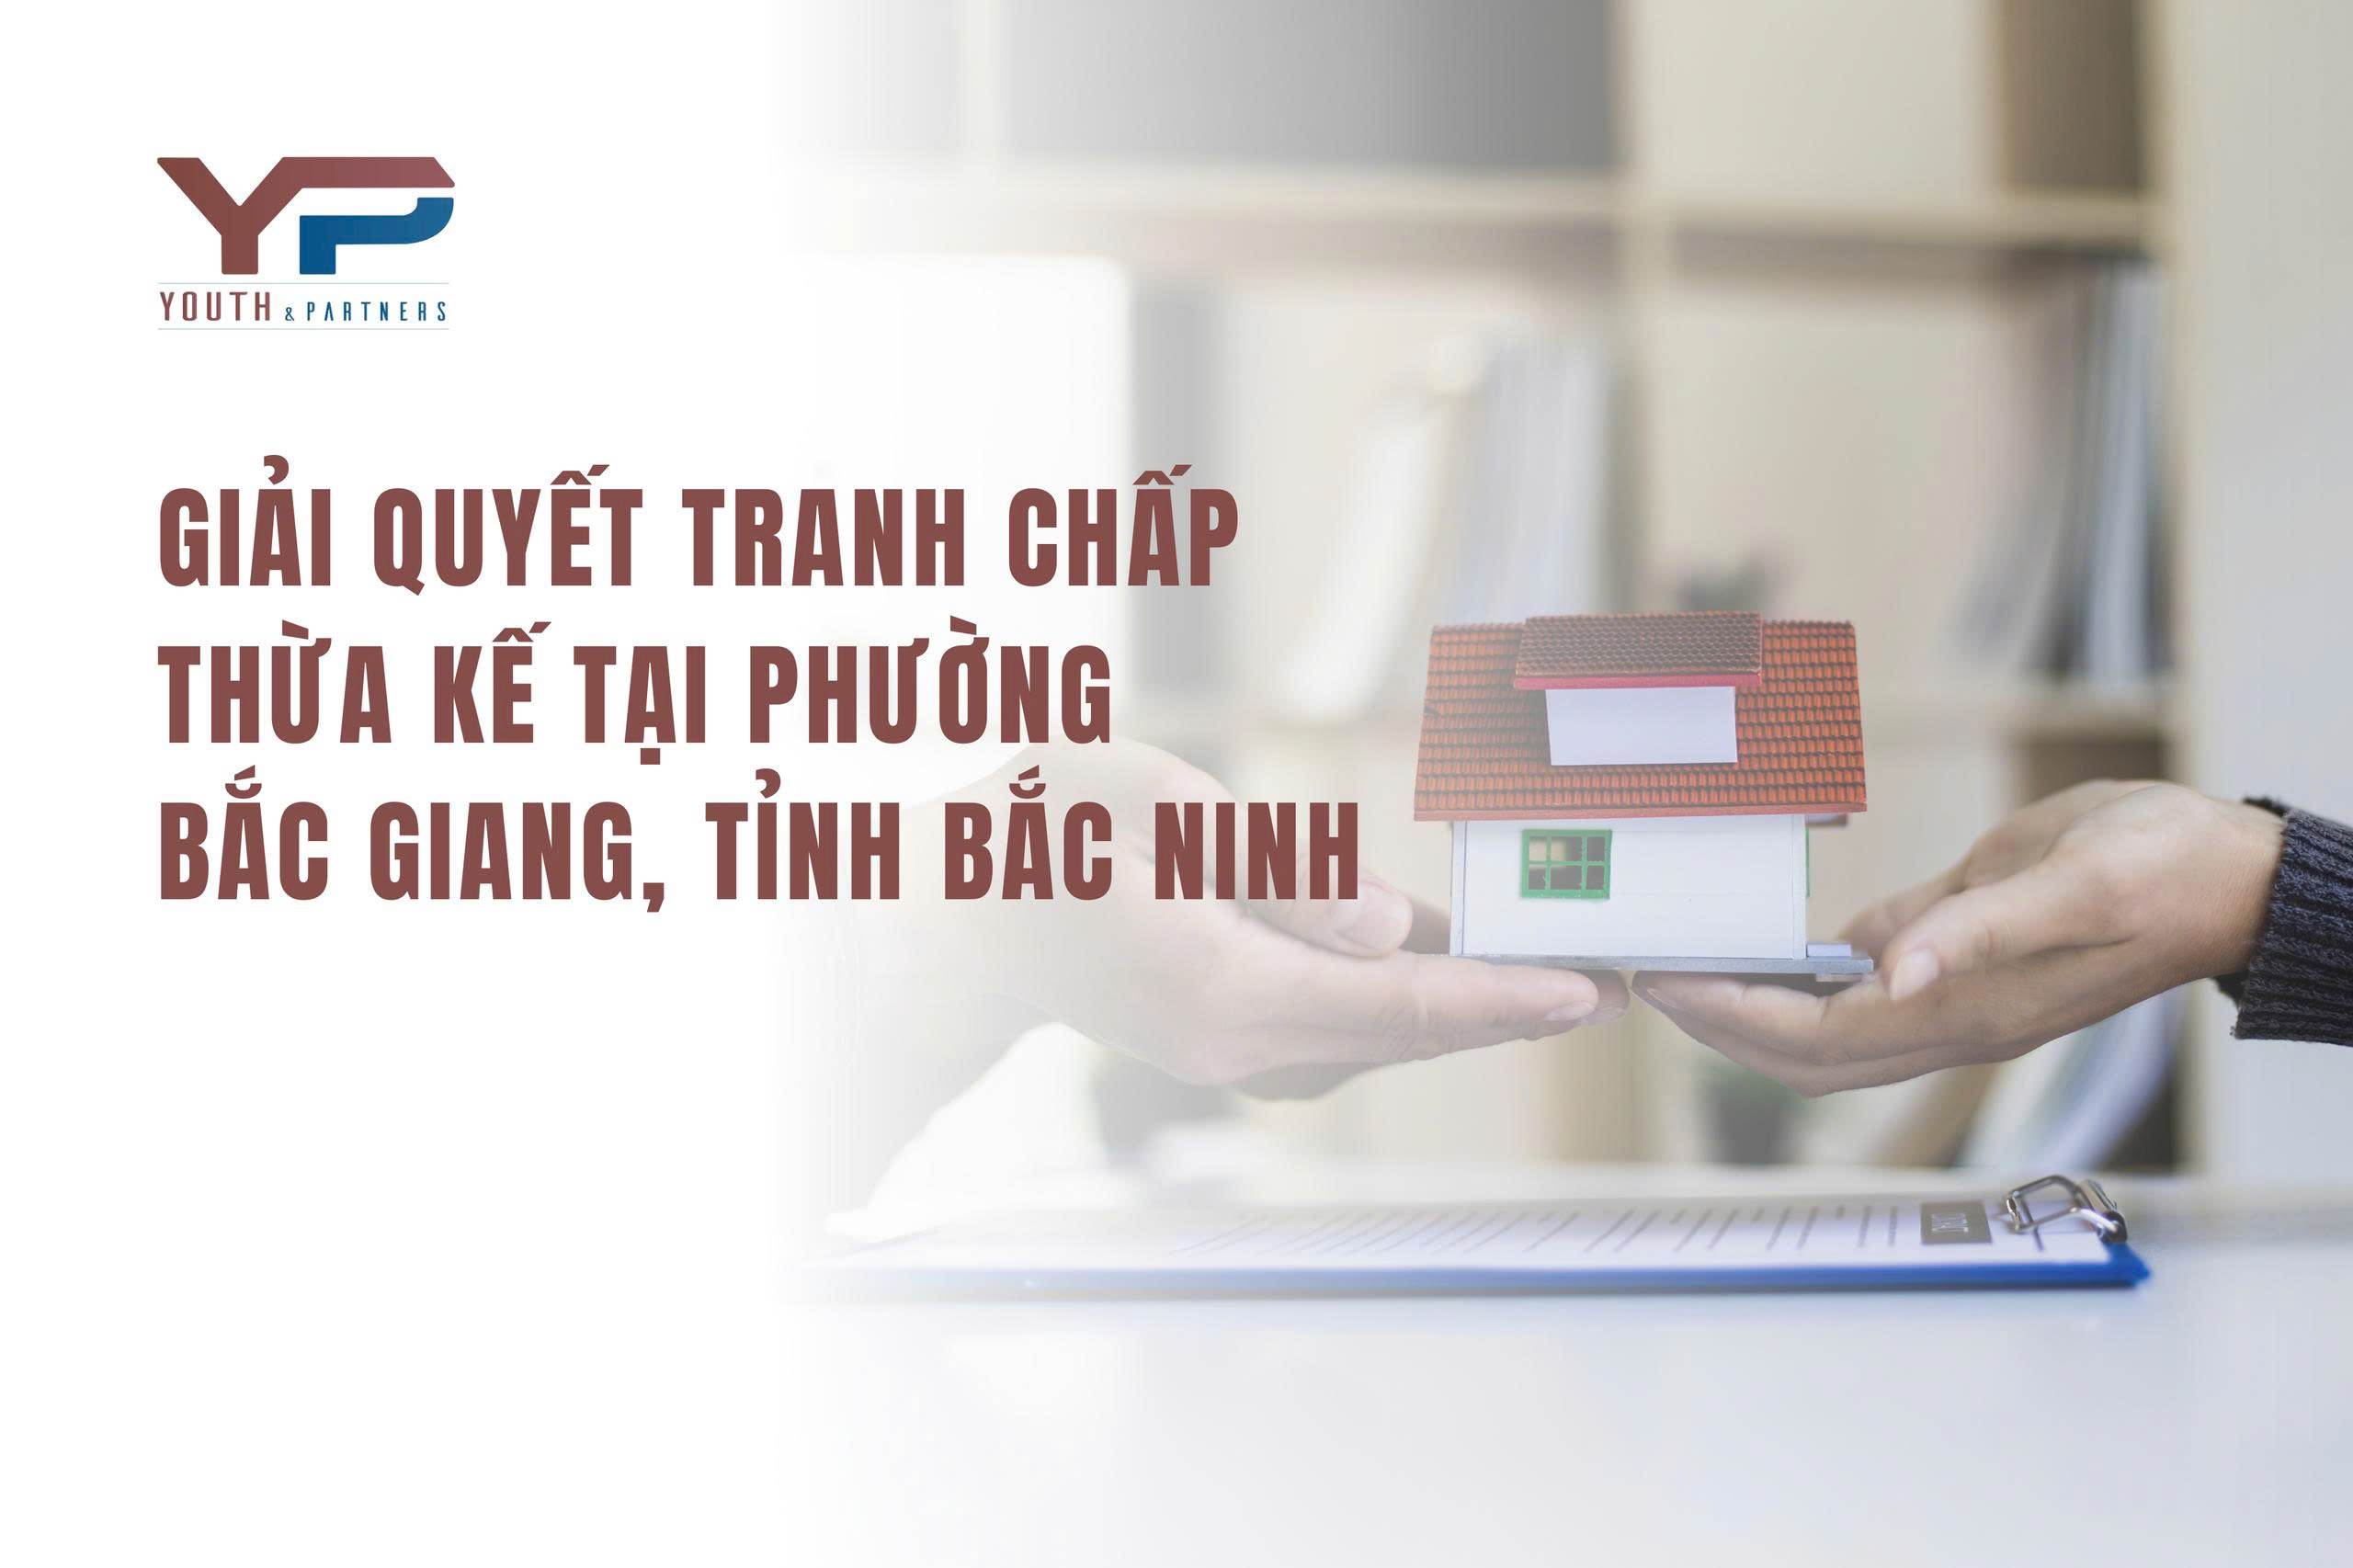 YP
YOUTH & PARTNERS
GIẢI QUYẾT TRANH CHẤP
THỪA KẾ TẠI PHƯỜNG
BẮC GIANG, TỈNH BẮC NINH